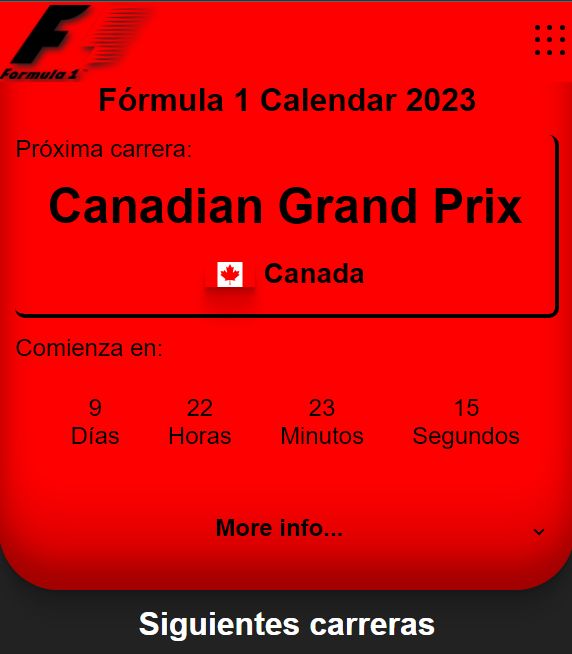 Formula 1
Fórmula 1 Calendar 2023
Próxima carrera:
Canadian Grand Prix
Canada
Comienza en:
9 22 23 15
Días Horas Minutos Segundos
More info...
Siguientes carreras